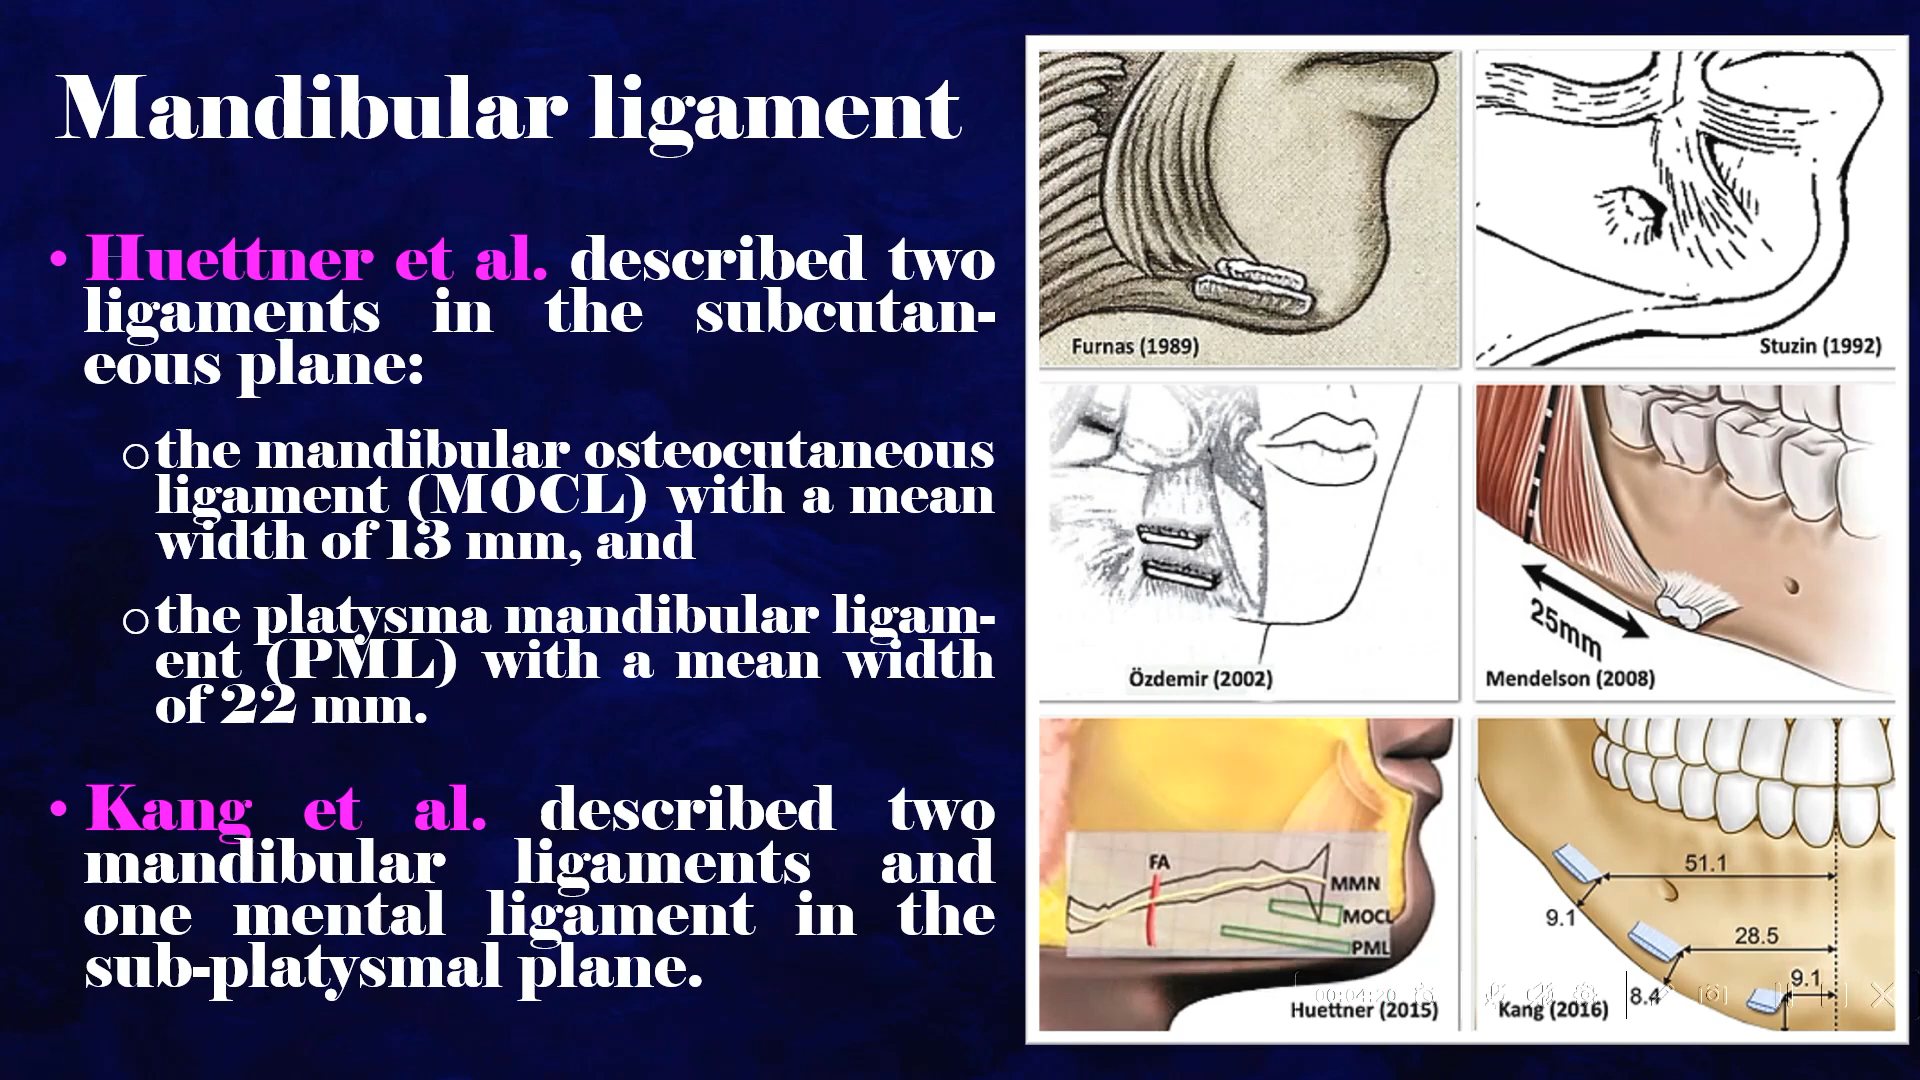 Mandibular ligament
• Huettner et al. described two
ligaments in the subcutan-
eous plane:
o the mandibular osteocutaneous
ligament (MOCL) with a mean
width of 13 mm, and
o the platysma mandibular ligam-
ent (PML) with a mean width
of 22 mm.
• Kang et al. described two
mandibular ligaments and
one mental ligament in the
sub-platysmal plane.
Furnas (1989)
Stuzin (1992)
Özdemir (2002)
25mm
Mendelson (2008)
FA
MMN
MOCL
PML
00:04:20
Huettner (2015)
51.1
9.1
28.5
8.4
9.1
Kang (2016)